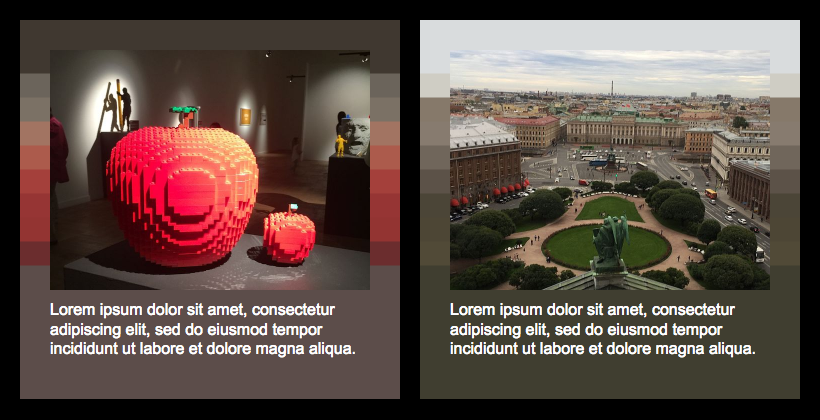 Lorem ipsum dolor sit amet, consectetur
adipiscing elit, sed do eiusmod tempor
incididunt ut labore et dolore magna aliqua.
Lorem ipsum dolor sit amet, consectetur
adipiscing elit, sed do eiusmod tempor
incididunt ut labore et dolore magna aliqua.